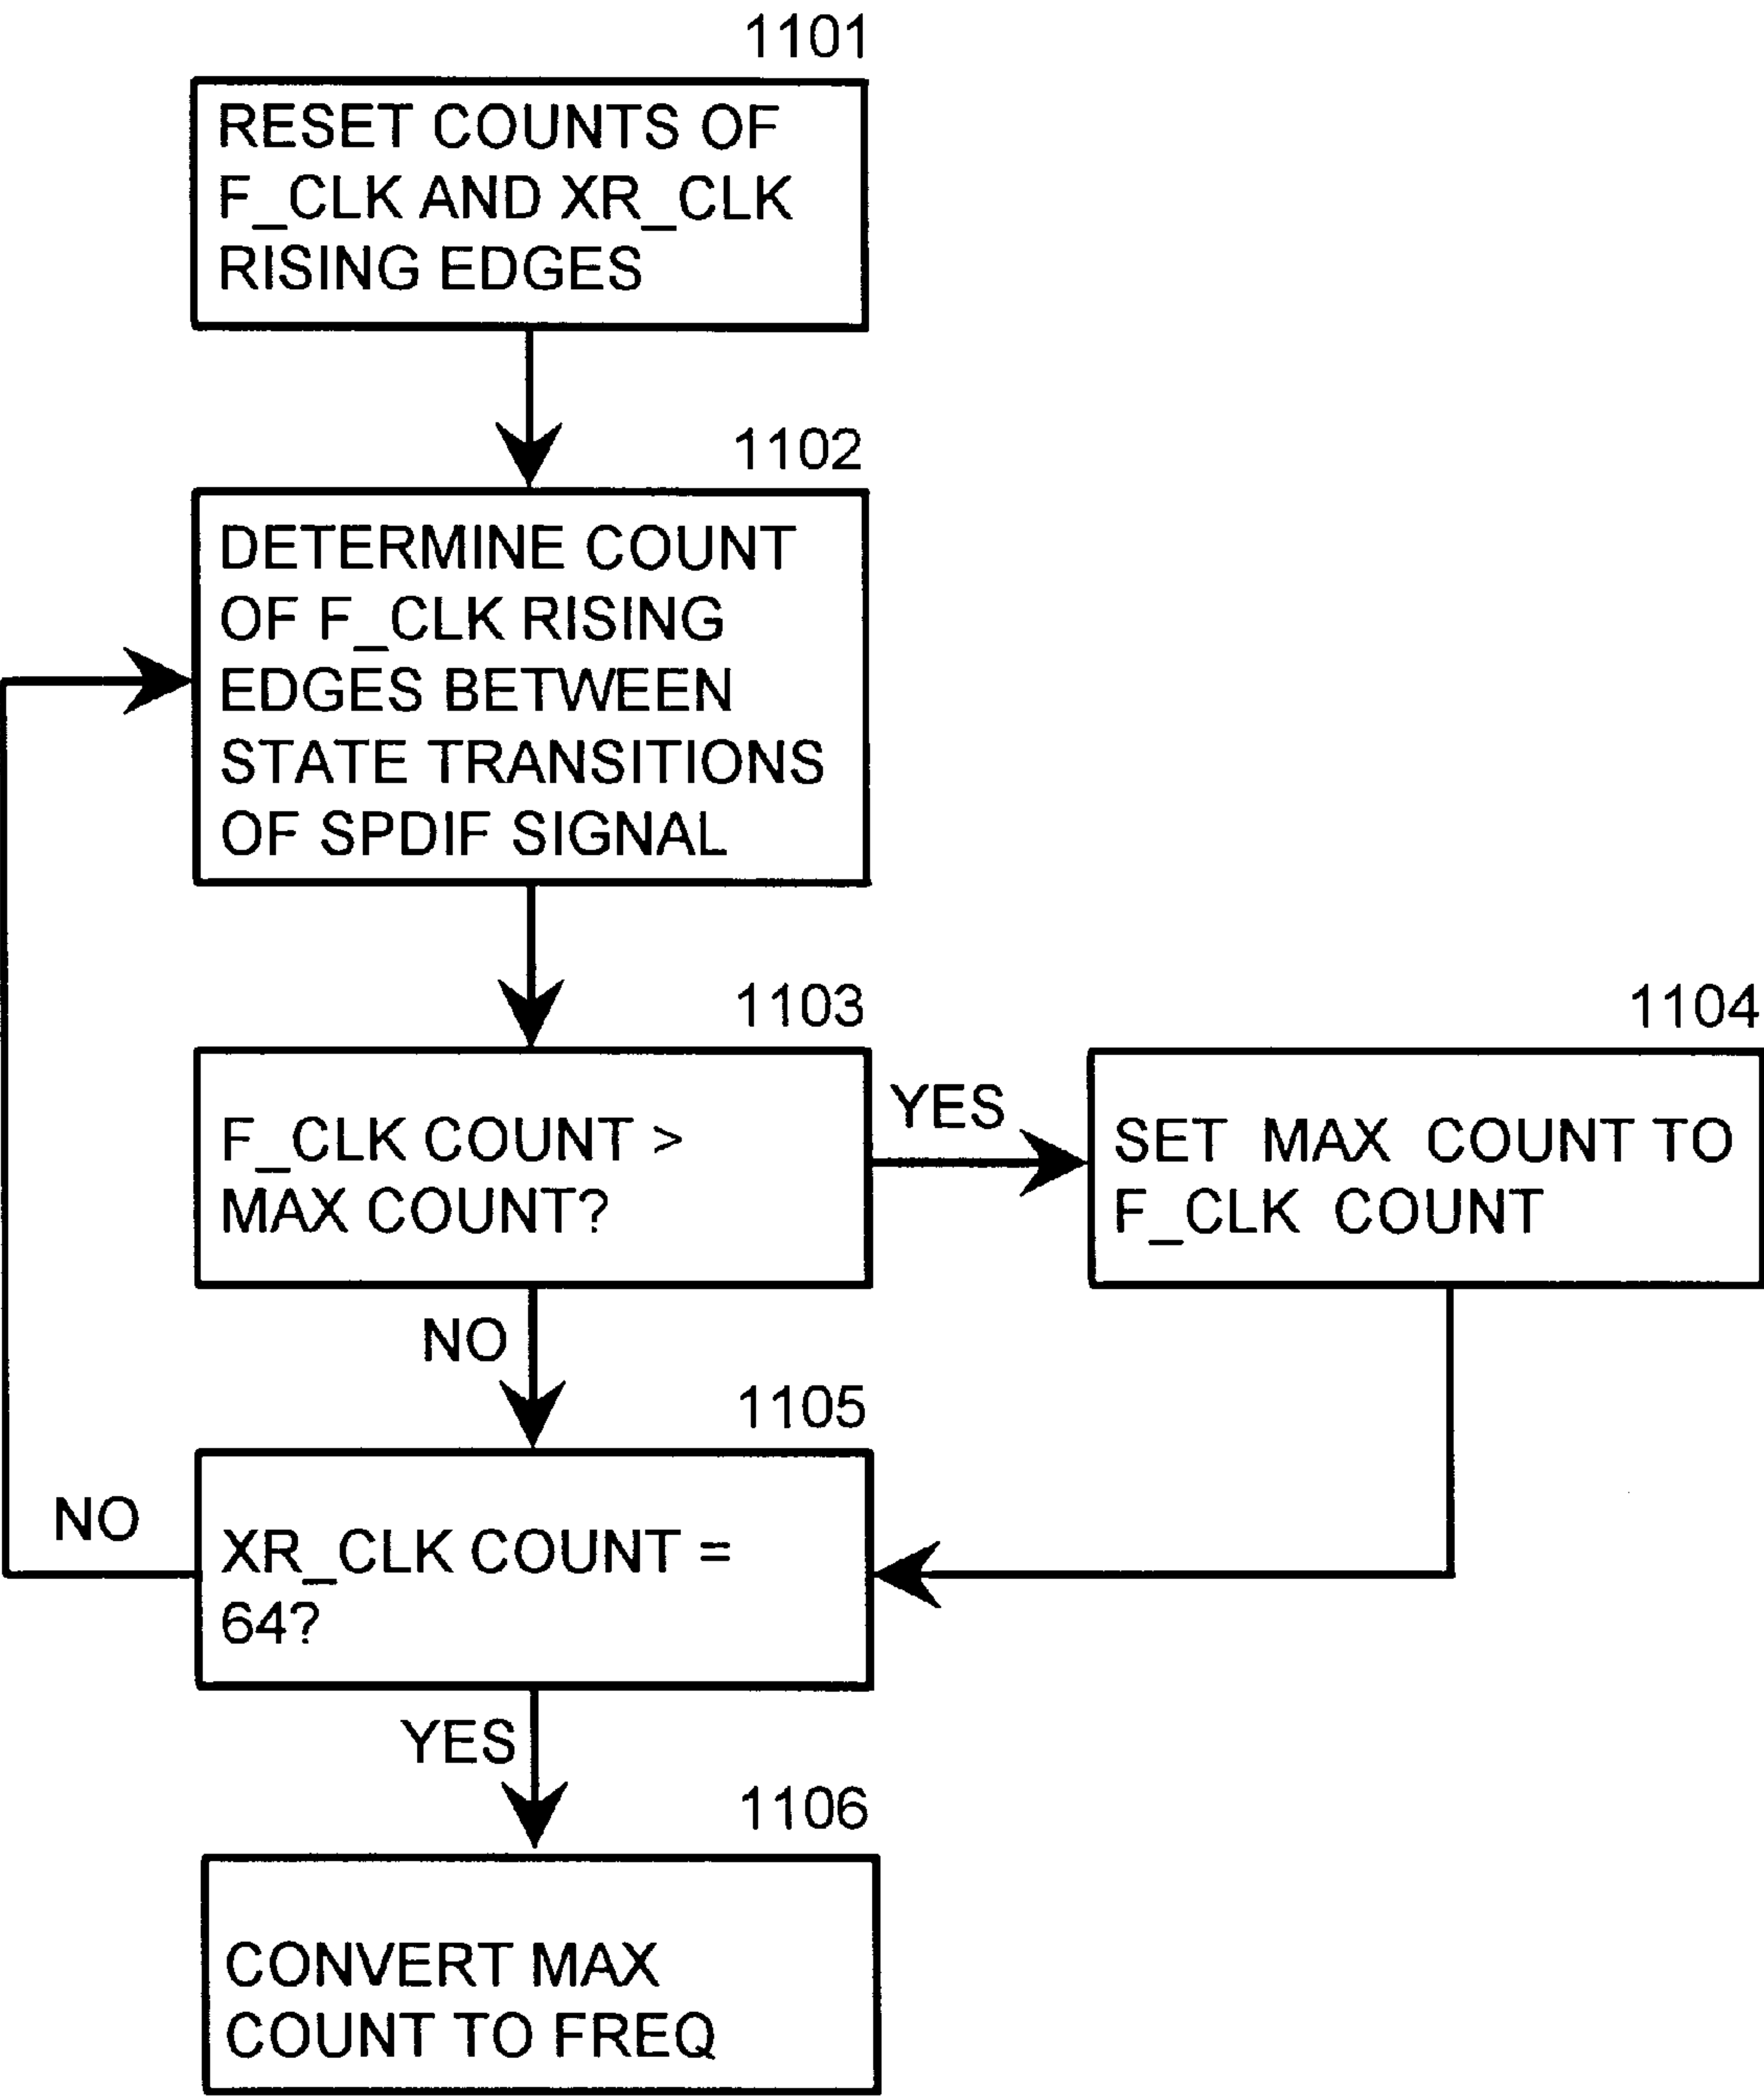 1101
RESET COUNTS OF
F_CLK AND XR_CLK
RISING EDGES
1102
DETERMINE COUNT
OF F_CLK RISING
EDGES BETWEEN
STATE TRANSITIONS
OF SPDIF SIGNAL
1103
F_CLK COUNT >
MAX COUNT?
YES
1104
SET MAX COUNT TO
F_CLK COUNT
NO
1105
XR_CLK COUNT =
64?
NO
YES
1106
CONVERT MAX
COUNT TO FREQ